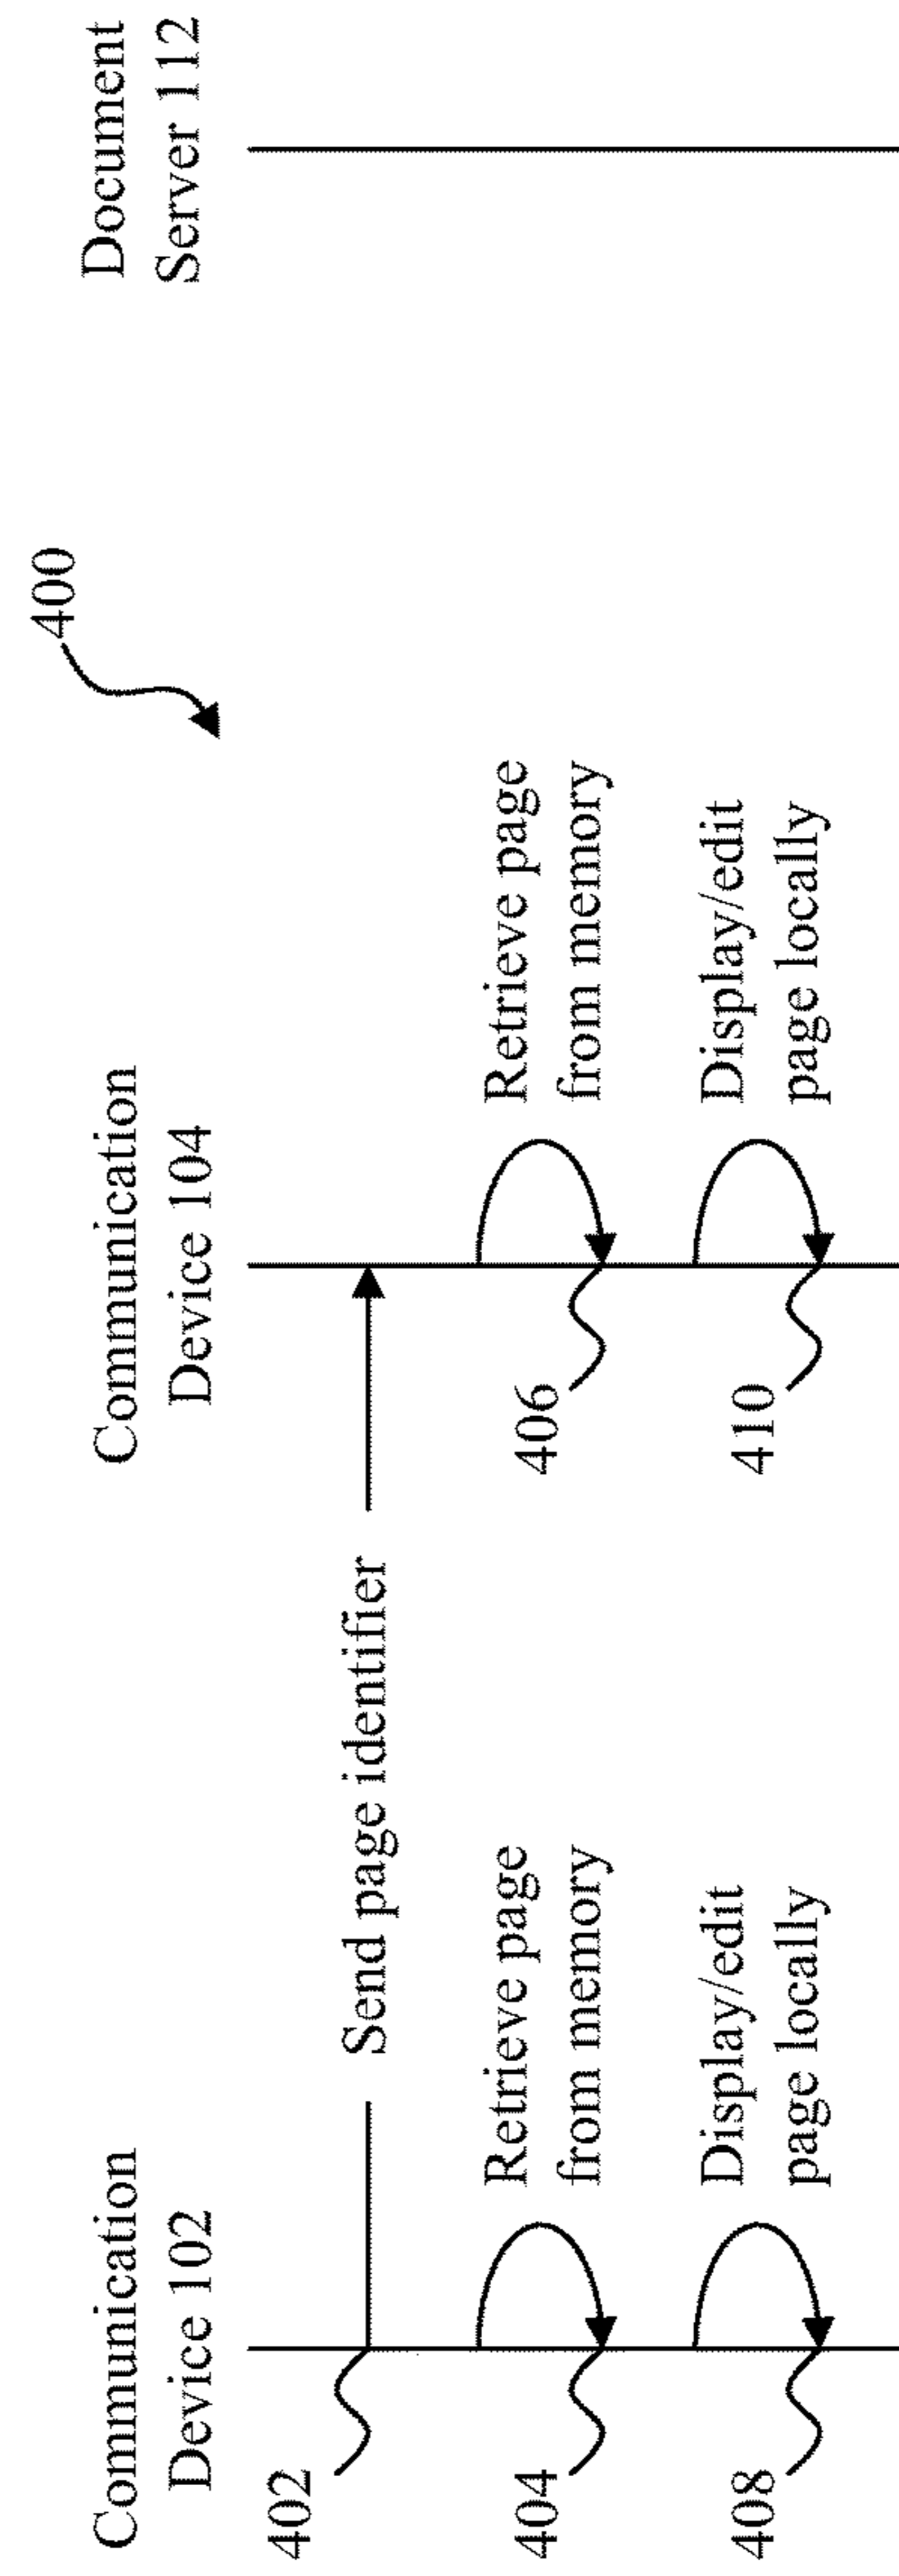 400
Communication
Device 102
Communication
Device 104
Document
Server 112
402
Send page identifier
404
Retrieve page
from memory
406
Retrieve page
from memory
408
Display/edit
page locally
410
Display/edit
page locally